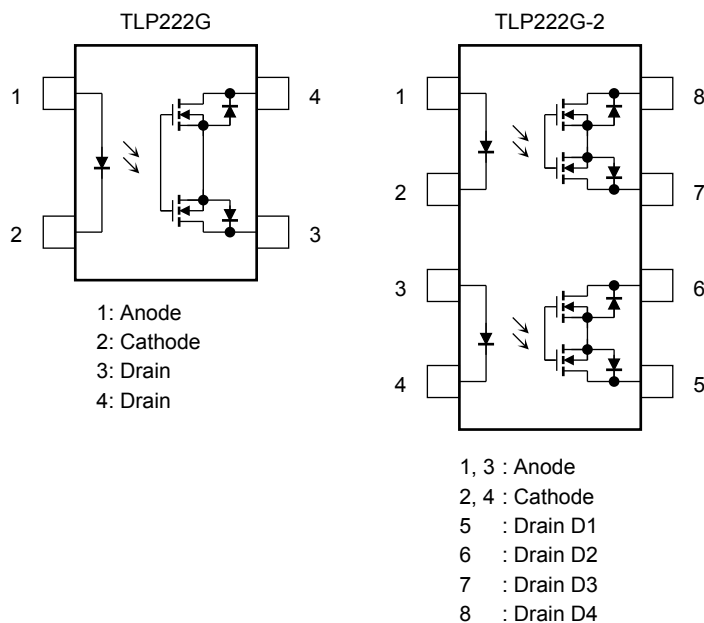 TLP222G
1
4
2
3
1: Anode
2: Cathode
3: Drain
4: Drain
TLP222G-2
1
8
2
7
3
6
4
5
1, 3 : Anode
2, 4 : Cathode
5 : Drain D1
6 : Drain D2
7 : Drain D3
8 : Drain D4